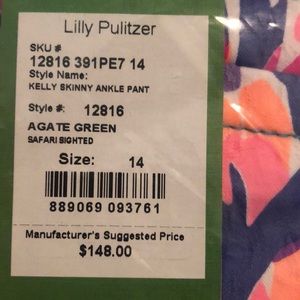 Lilly Pulitzer
SKU #
12816 391PE7 14
Style Name:
KELLY SKINNY ANKLE PANT
Style #: 12816
AGATE GREEN
SAFARI SIGHTED
Size: 14
889069 093761
Manufacturer's Suggested Price
$148.00